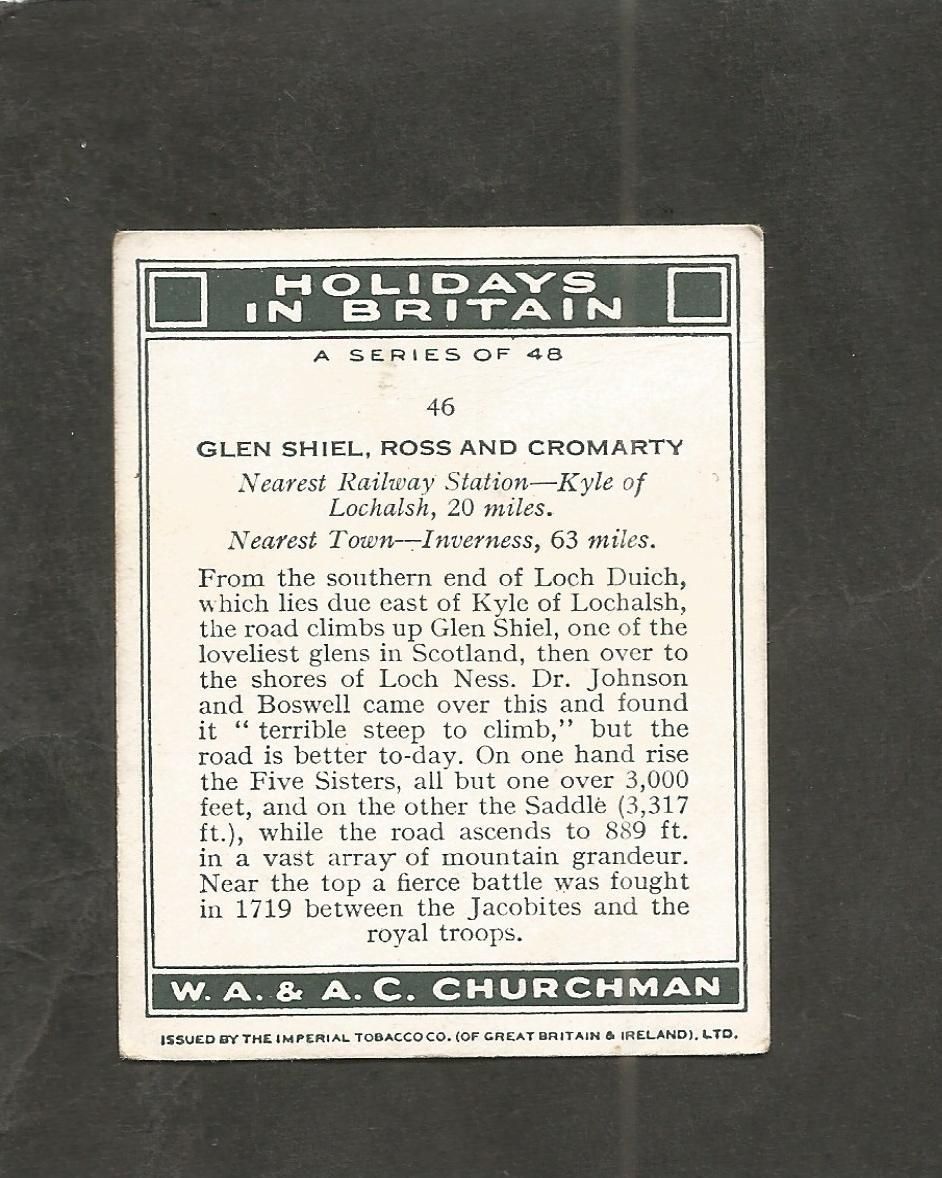 HOLIDAYS
IN BRITAIN
A SERIES OF 48
46
GLEN SHIEL, ROSS AND CROMARTY
Nearest Railway Station—Kyle of
Lochalsh, 20 miles.
Nearest Town—Inverness, 63 miles.
From the southern end of Loch Duich,
which lies due east of Kyle of Lochalsh,
the road climbs up Glen Shiel, one of the
loveliest glens in Scotland, then over to
the shores of Loch Ness. Dr. Johnson
and Boswell came over this and found
it “ terrible steep to climb,” but the
road is better to-day. On one hand rise
the Five Sisters, all but one over 3,000
feet, and on the other the Saddle (3,317
ft.), while the road ascends to 889 ft.
in a vast array of mountain grandeur.
Near the top a fierce battle was fought
in 1719 between the Jacobites and the
royal troops.
W. A. & A. C. CHURCHMAN
ISSUED BY THE IMPERIAL TOBACCO CO. (OF GREAT BRITAIN & IRELAND), LTD.